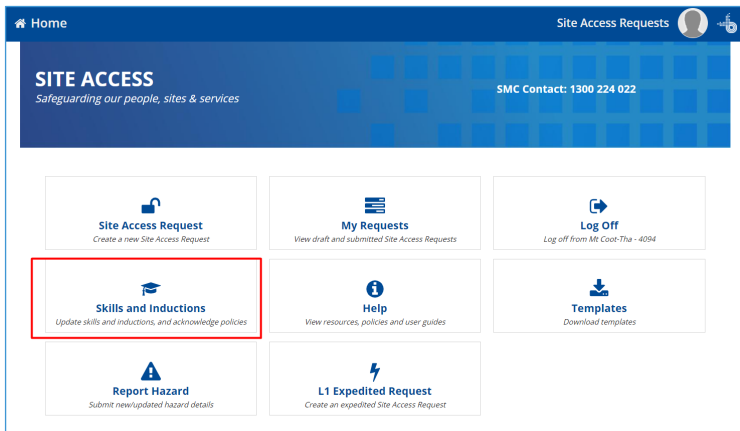 Home
Site Access Requests
SITE ACCESS
Safeguarding our people, sites & services
SMC Contact: 1300 224 022
Site Access Request
Create a new Site Access Request
My Requests
View draft and submitted Site Access Requests
Log Off
Log off from Mt Coot-Tha - 4094
Skills and Inductions
Update skills and inductions, and acknowledge policies
Help
View resources, policies and user guides
Templates
Download templates
Report Hazard
Submit new/updated hazard details
L1 Expedited Request
Create an expedited Site Access Request